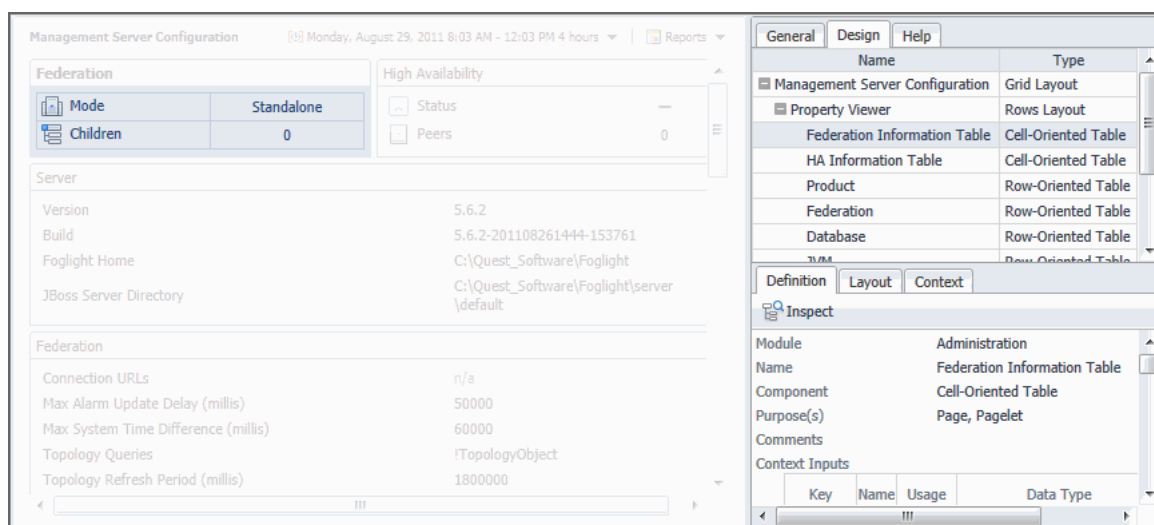 Management Server Configuration Monday, August 29, 2011 8:03 AM - 12:03 PM 4 hours Reports
Federation
Mode Standalone
Children 0
High Availability
Status —
Peers 0
Server
Version 5.6.2
Build 5.6.2-201108261444-153761
Foglight Home C:\Quest_Software\Foglight
JBoss Server Directory C:\Quest_Software\Foglight\server
\default
Federation
Connection URLs n/a
Max Alarm Update Delay (millis) 50000
Max System Time Difference (millis) 60000
Topology Queries !TopologyObject
Topology Refresh Period (millis) 1800000
General Design Help
Name Type
Management Server Configuration Grid Layout
Property Viewer Rows Layout
Federation Information Table Cell-Oriented Table
HA Information Table Cell-Oriented Table
Product Row-Oriented Table
Federation Row-Oriented Table
Database Row-Oriented Table
JVM Row-Oriented Table
Definition Layout Context
Inspect
Module Administration
Name Federation Information Table
Component Cell-Oriented Table
Purpose(s) Page, Pagelet
Comments
Context Inputs
Key Name Usage Data Type